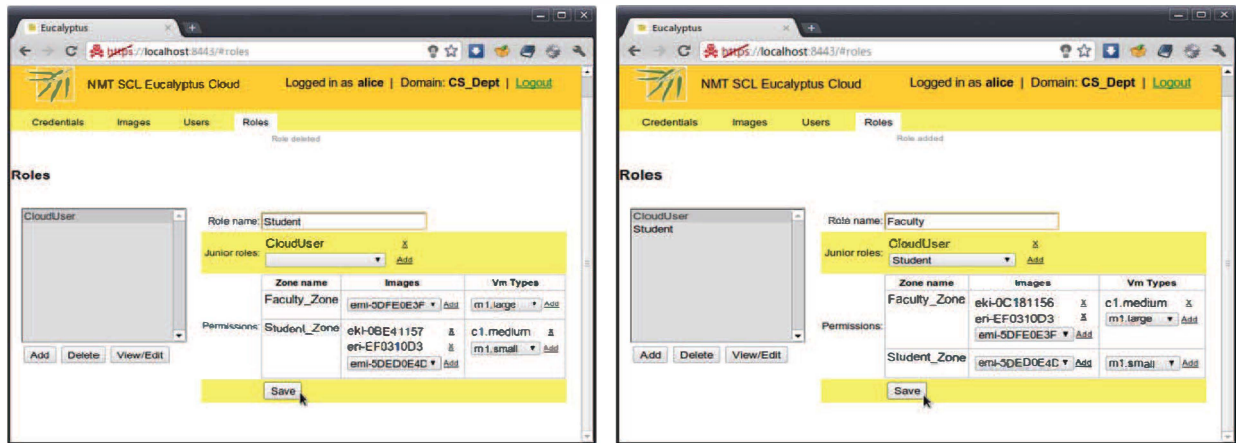 Eucalyptus
https://localhost:8443/#roles
NMT SCL Eucalyptus Cloud
Logged in as alice | Domain: CS_Dept | Logout
Credentials Images Users Roles
Role deleted
Roles
CloudUser
Add Delete View/Edit
Role name: Student
Junior roles: CloudUser x
Add
Zone name Images Vm Types
Permissions:
Faculty_Zone emi-5DFE0E3F Add m1.large Add
Student_Zone eki-0BE41157 x c1.medium x
eri-EF0310D3 x m1.small Add
emi-5DED0E4D Add
Save
Eucalyptus
https://localhost:8443/#roles
NMT SCL Eucalyptus Cloud
Logged in as alice | Domain: CS_Dept | Logout
Credentials Images Users Roles
Role added
Roles
CloudUser
Student
Add Delete View/Edit
Role name: Faculty
Junior roles: CloudUser x
Student Add
Zone name Images Vm Types
Permissions:
Faculty_Zone eki-0C181156 x c1.medium x
eri-EF0310D3 x m1.large Add
emi-5DFE0E3F Add
Student_Zone emi-5DED0E4D Add m1.small Add
Save